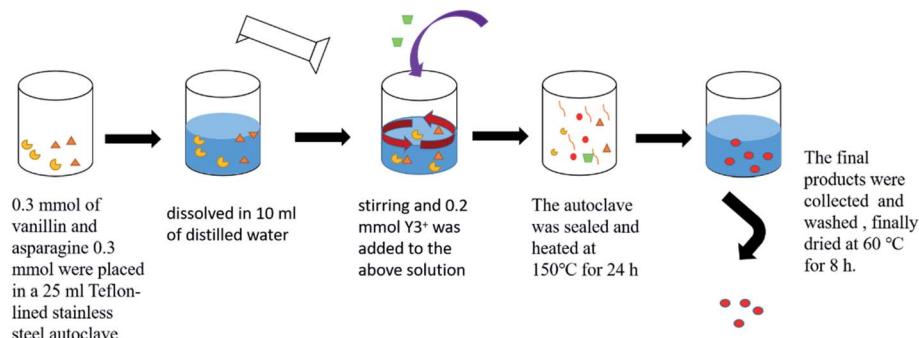 0.3 mmol of
vanillin and
asparagine 0.3
mmol were placed
in a 25 ml Teflon-
lined stainless
steel autoclave
dissolved in 10 ml
of distilled water
stirring and 0.2
mmol Y3⁺ was
added to the
above solution
The autoclave
was sealed and
heated at
150℃ for 24 h
The final
products were
collected and
washed , finally
dried at 60 ℃
for 8 h.